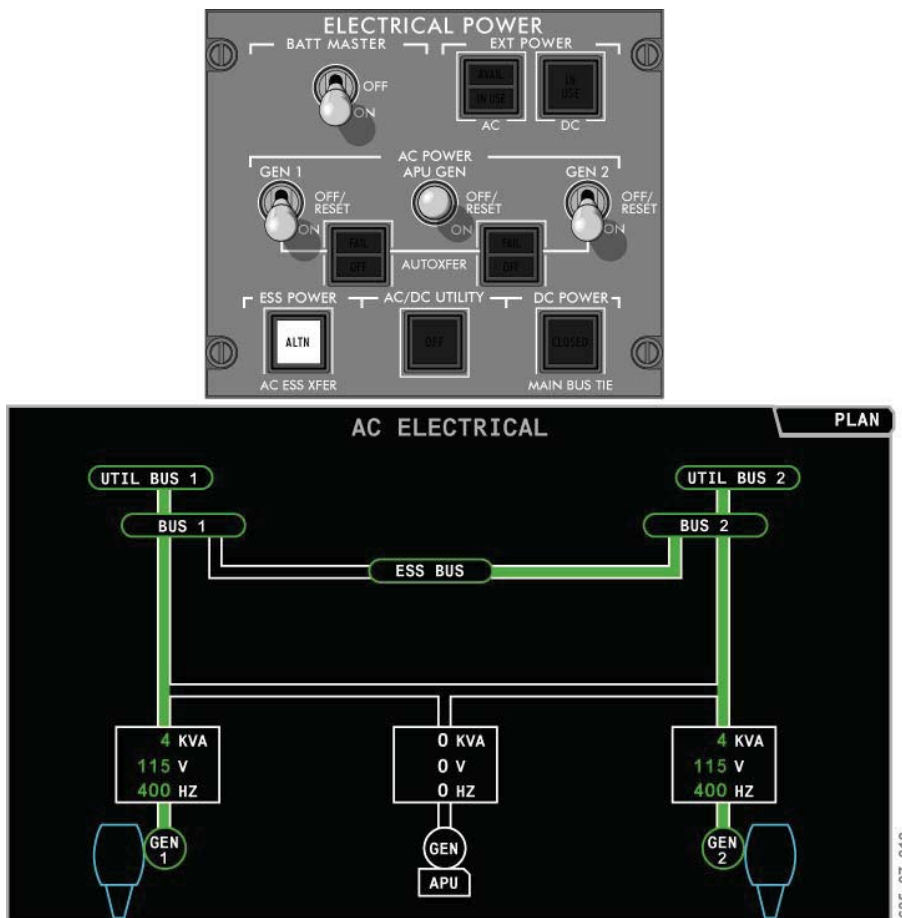 ELECTRICAL POWER
BATT MASTER
EXT POWER
OFF
ON
AVAIL
IN USE
IN
USE
AC
DC
AC POWER
GEN 1
APU GEN
GEN 2
OFF/
RESET
ON
OFF/
RESET
ON
OFF/
RESET
ON
FAIL
OFF
AUTOXFER
FAIL
OFF
ESS POWER
AC/DC UTILITY
DC POWER
ALTN
OFF
CLOSED
AC ESS XFER
MAIN BUS TIE
AC ELECTRICAL
PLAN
UTIL BUS 1
UTIL BUS 2
BUS 1
BUS 2
ESS BUS
4 KVA
115 V
400 HZ
0 KVA
0 V
0 HZ
4 KVA
115 V
400 HZ
GEN
1
GEN
APU
GEN
2